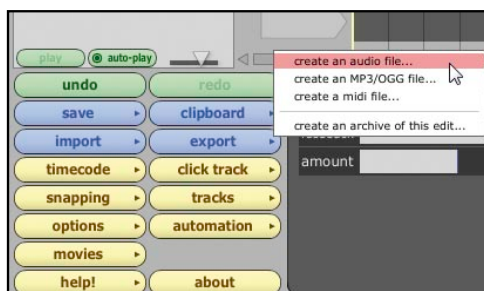 play auto-play
undo redo
save clipboard
import export
timecode click track
snapping tracks
options automation
movies
help! about
create an audio file...
create an MP3/OGG file...
create a midi file...
create an archive of this edit...
amount